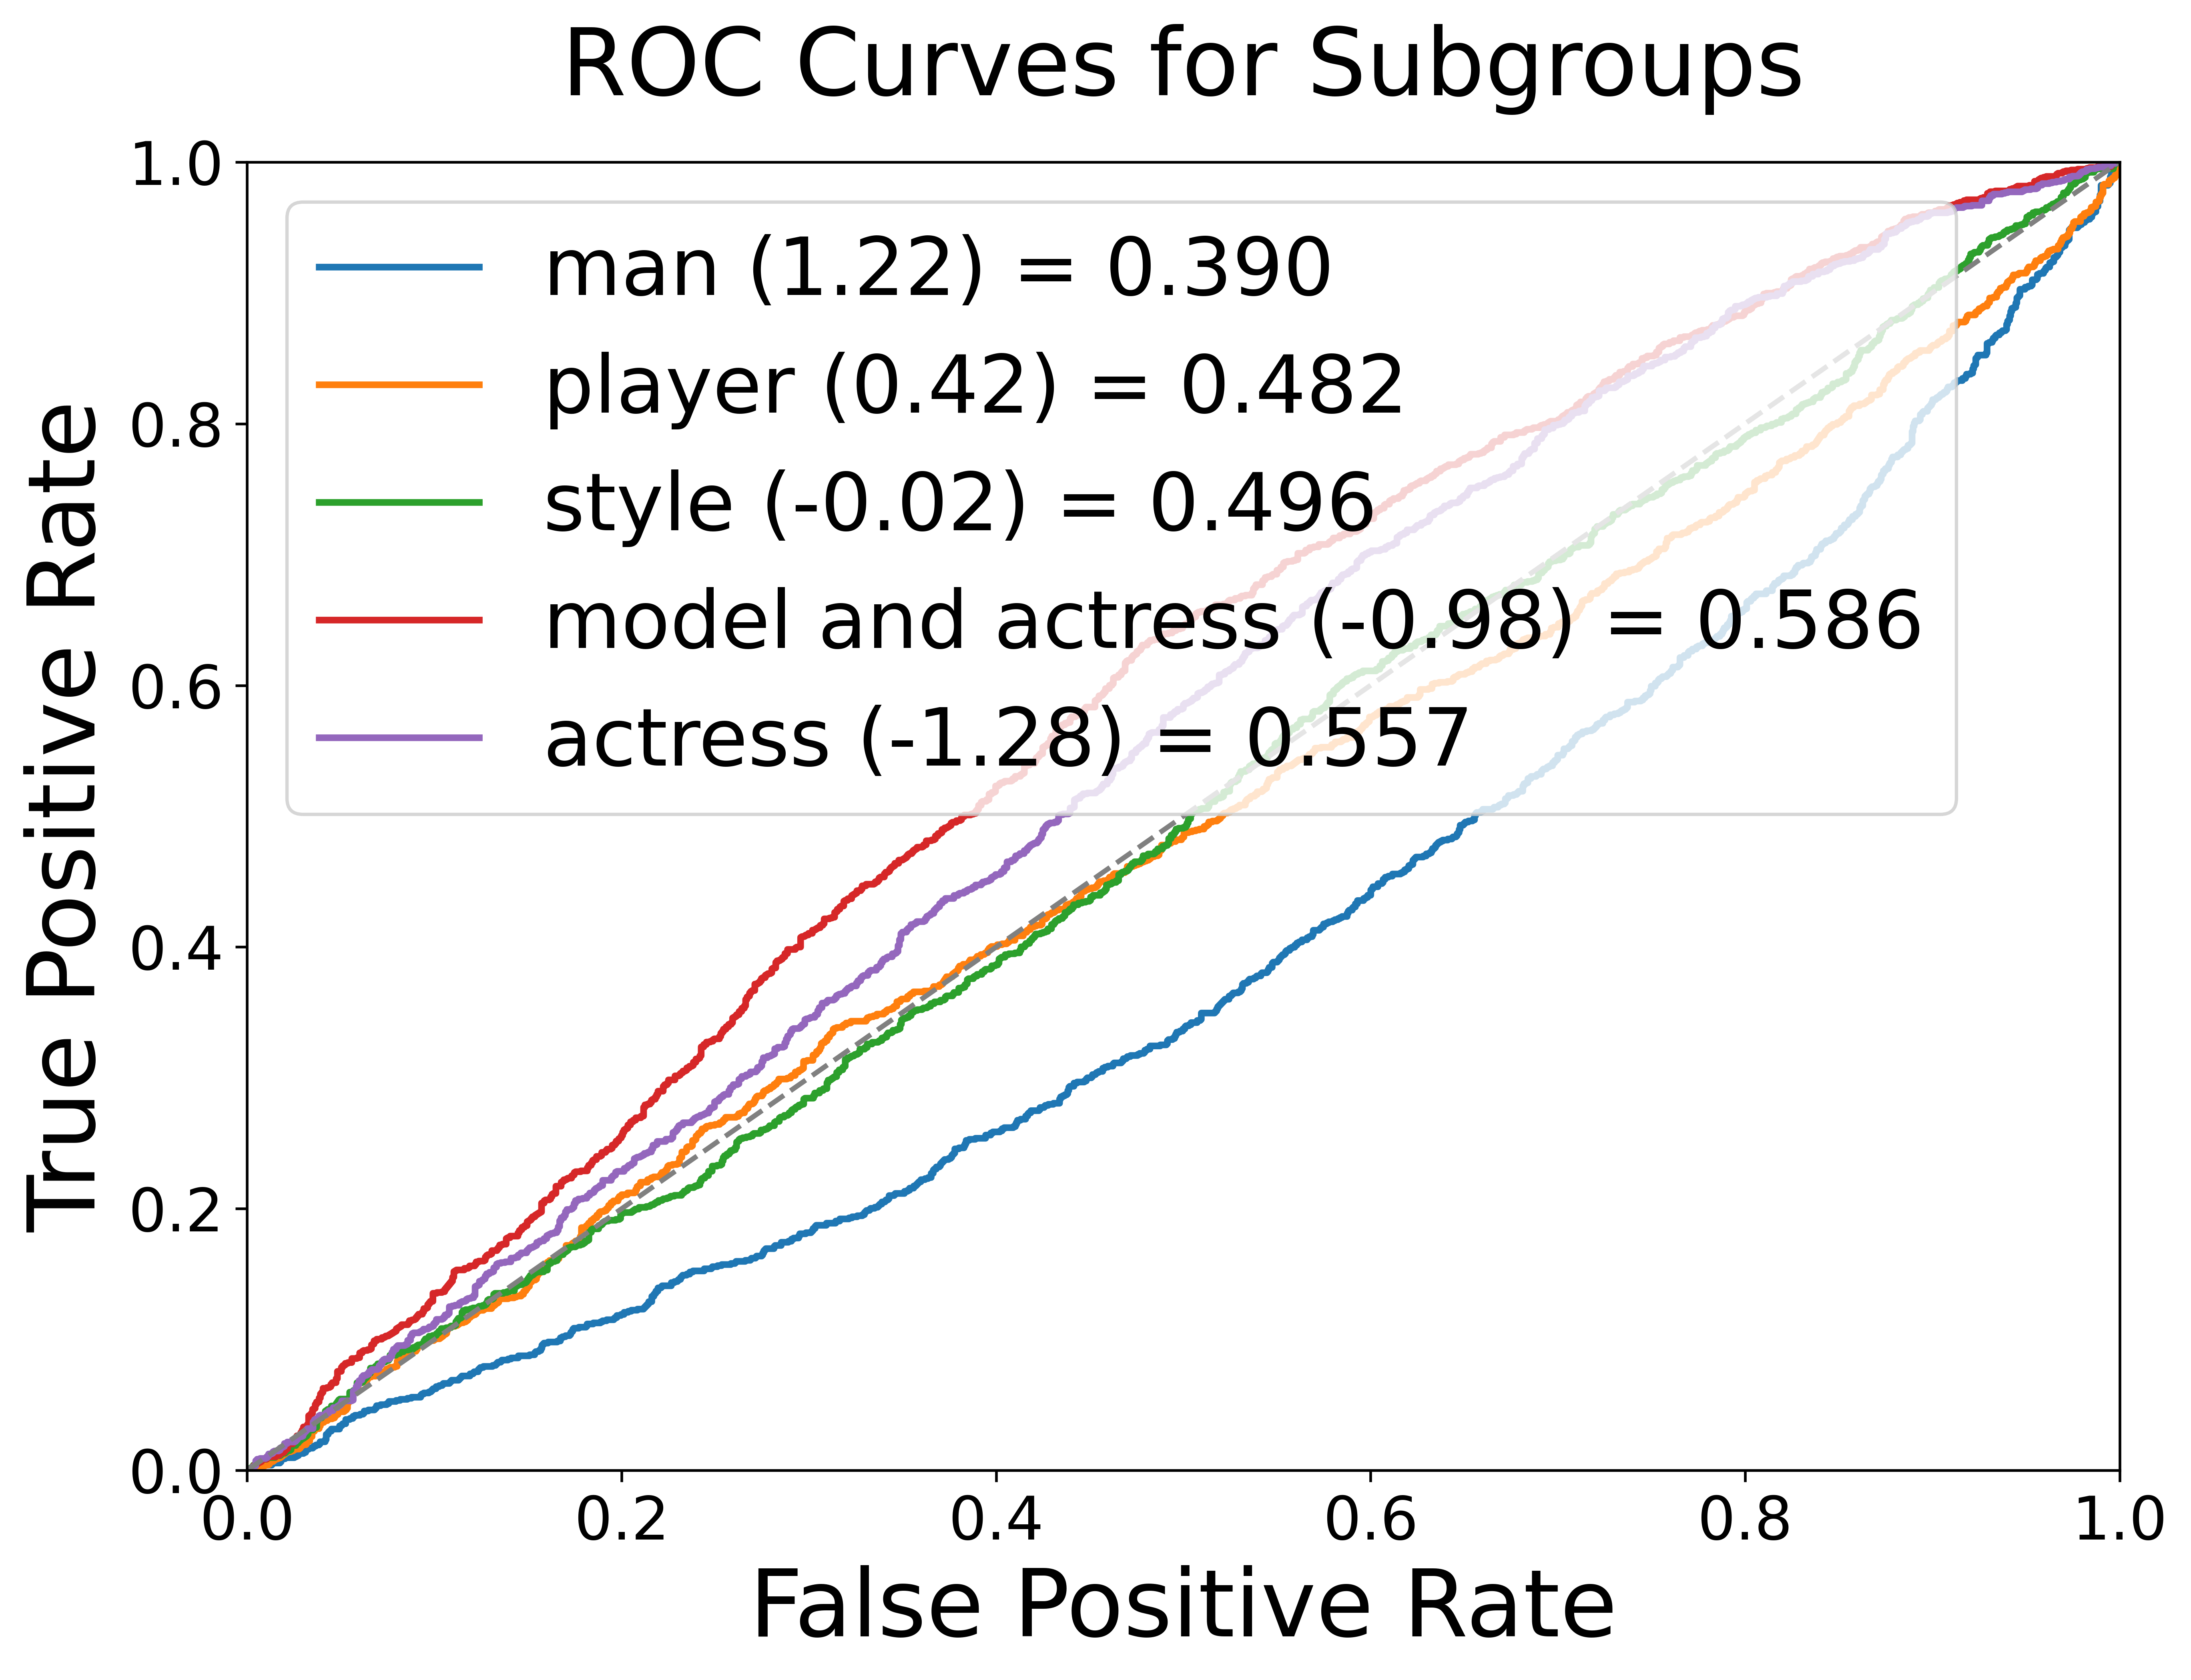 ROC Curves for Subgroups
True Positive Rate
1.0
0.8
0.6
0.4
0.2
0.0
man (1.22) = 0.390
player (0.42) = 0.482
style (-0.02) = 0.496
model and actress (-0.98) = 0.586
actress (-1.28) = 0.557
0.0 0.2 0.4 0.6 0.8 1.0
False Positive Rate